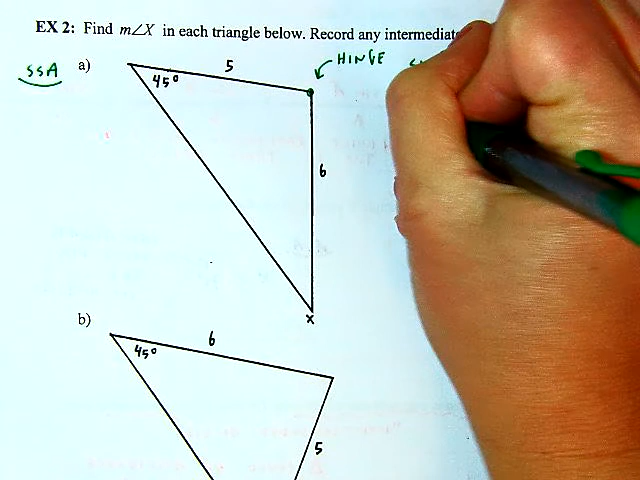 EX 2: Find m∠X in each triangle below. Record any intermediate
SSA a) 45° 5 HINGE
6
X
b) 45° 6
5